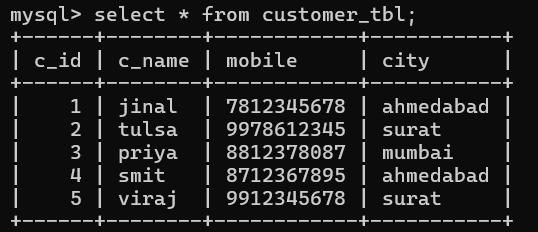 mysql> select * from customer_tbl;
+------+--------+------------+-----------+
| c_id | c_name | mobile     | city      |
+------+--------+------------+-----------+
|    1 | jinal  | 7812345678 | ahmedabad |
|    2 | tulsa  | 9978612345 | surat     |
|    3 | priya  | 8812378087 | mumbai    |
|    4 | smit   | 8712367895 | ahmedabad |
|    5 | viraj  | 9912345678 | surat     |
+------+--------+------------+-----------+